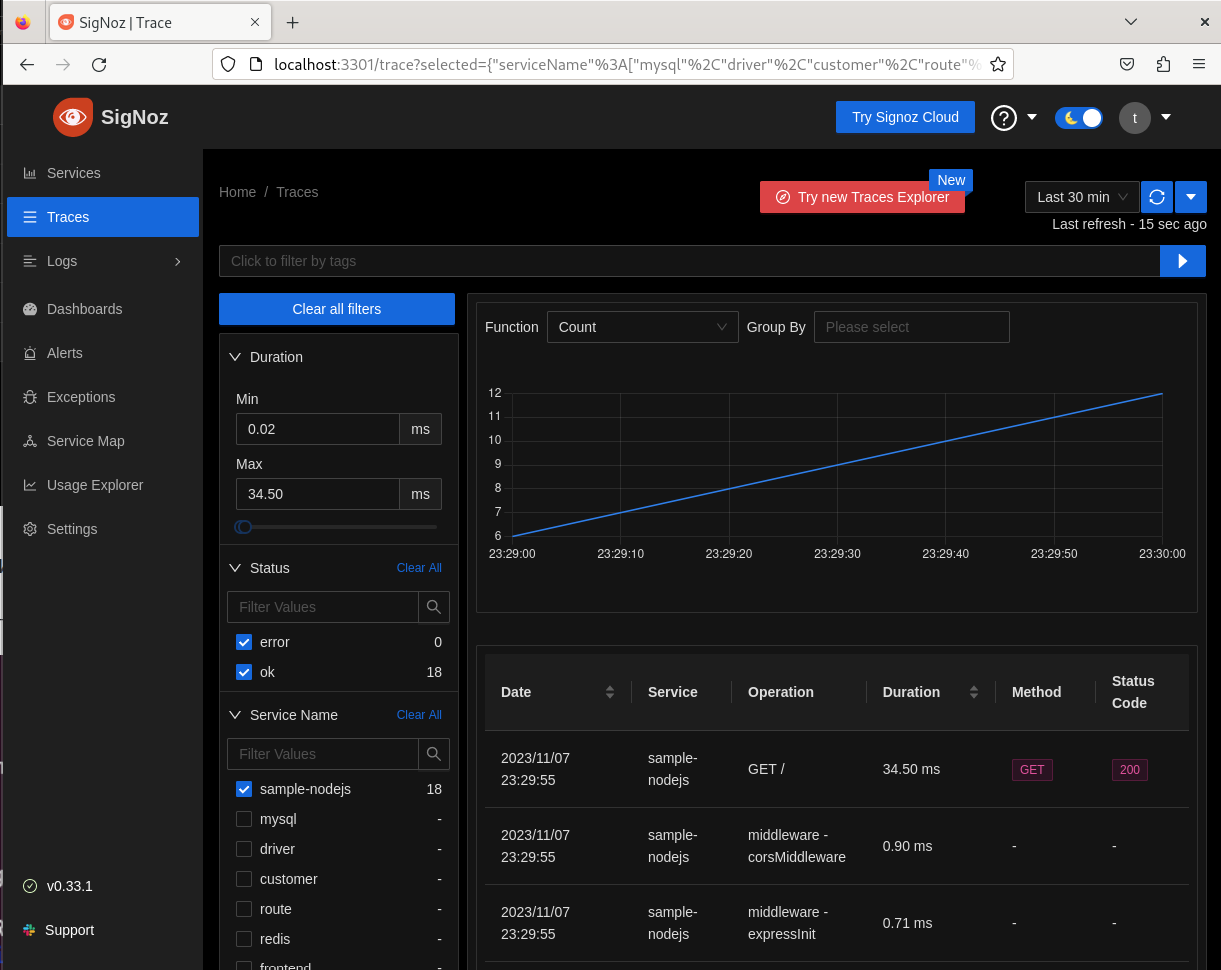 SigNoz | Trace
localhost:3301/trace?selected={"serviceName"%3A["mysql"%2C"driver"%2C"customer"%2C"route"%
SigNoz
Try Signoz Cloud
?
t
Services
Traces
Logs
Dashboards
Alerts
Exceptions
Service Map
Usage Explorer
Settings
v0.33.1
Support
Home / Traces
New
Try new Traces Explorer
Last 30 min
Last refresh - 15 sec ago
Click to filter by tags
Clear all filters
Duration
Min
0.02 ms
Max
34.50 ms
Status Clear All
Filter Values
error 0
ok 18
Service Name Clear All
Filter Values
sample-nodejs 18
mysql -
driver -
customer -
route -
redis -
frontend -
Function Count Group By Please select
12
11
10
9
8
7
6
23:29:00 23:29:10 23:29:20 23:29:30 23:29:40 23:29:50 23:30:00
Date Service Operation Duration Method Status
Code
2023/11/07 sample-
23:29:55 nodejs GET / 34.50 ms GET 200
2023/11/07 sample- middleware -
23:29:55 nodejs corsMiddleware 0.90 ms - -
2023/11/07 sample- middleware -
23:29:55 nodejs expressInit 0.71 ms - -